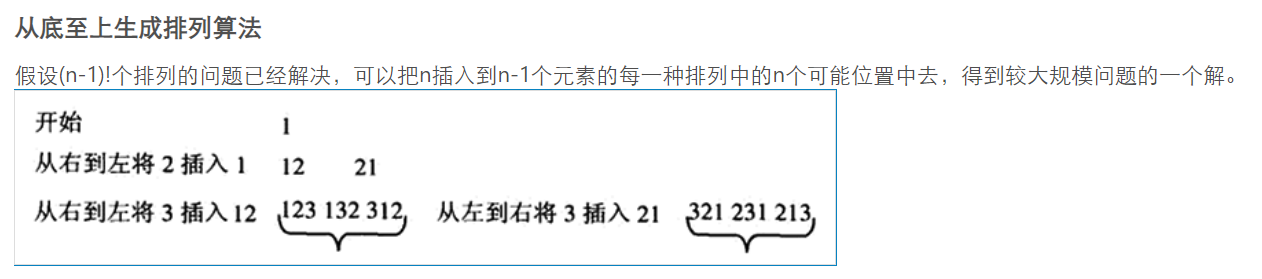 从底至上生成排列算法
假设(n-1)!个排列的问题已经解决，可以把n插入到n-1个元素的每一种排列中的n个可能位置中去，得到较大规模问题的一个解。
开始 1
从右到左将 2 插入 1 12 21
从右到左将 3 插入 12 123 132 312 从左到右将 3 插入 21 321 231 213